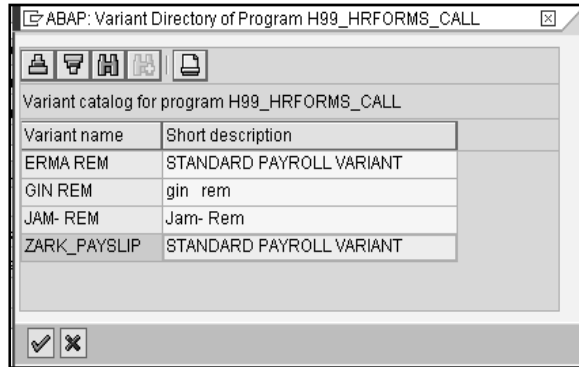 ABAP: Variant Directory of Program H99_HRFORMS_CALL
Variant catalog for program H99_HRFORMS_CALL
Variant name Short description
ERMA REM STANDARD PAYROLL VARIANT
GIN REM gin rem
JAM- REM Jam- Rem
ZARK_PAYSLIP STANDARD PAYROLL VARIANT